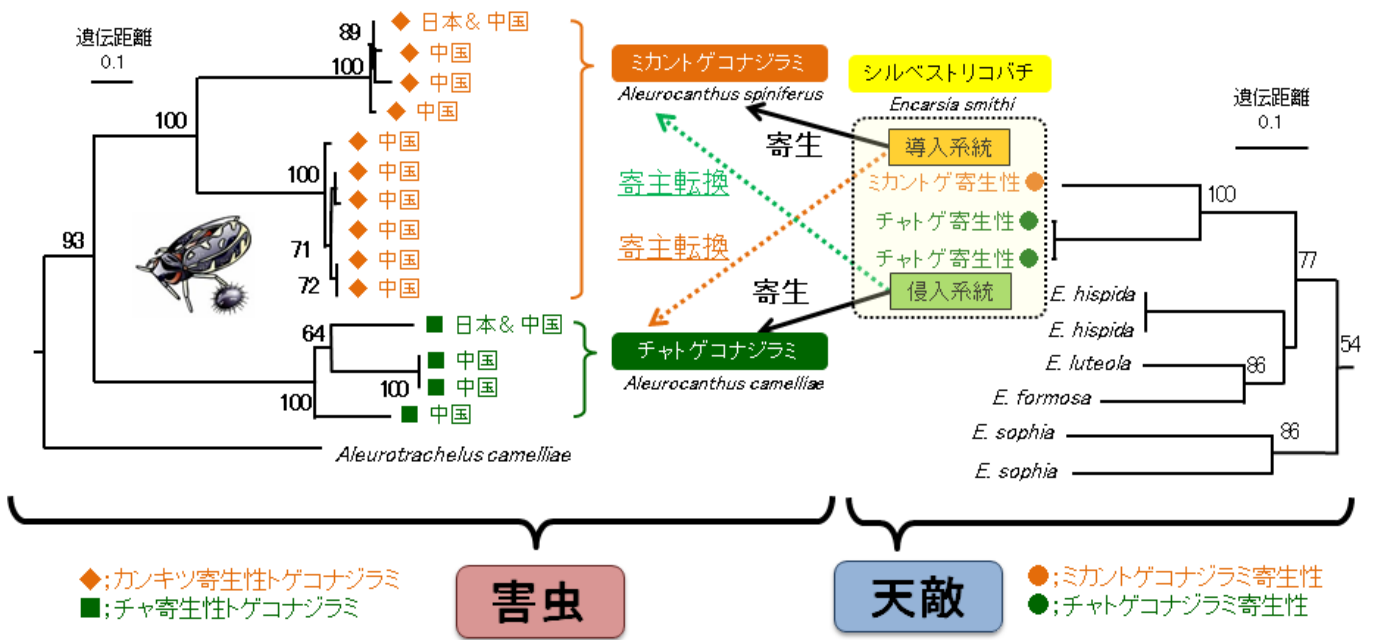 遺伝距離
0.1
89
100
100
100
71
72
93
64
100
100
◆ 日本 & 中国
◆ 中国
◆ 中国
◆ 中国
◆ 中国
◆ 中国
◆ 中国
◆ 中国
◆ 中国
◆ 中国
■ 日本 & 中国
■ 中国
■ 中国
■ 中国
Aleurotrachelus camelliae
ミカントゲコナジラミ
Aleurocanthus spiniferus
寄生
寄主転換
寄主転換
寄生
チャトゲコナジラミ
Aleurocanthus camelliae
シルベストリコバチ
Encarsia smithi
導入系統
ミカントゲ寄生性●
チャトゲ寄生性●
チャトゲ寄生性●
侵入系統
遺伝距離
0.1
100
77
54
86
86
E. hispida
E. hispida
E. luteola
E. formosa
E. sophia
E. sophia
◆;カンキツ寄生性トゲコナジラミ
■;チャ寄生性トゲコナジラミ
害虫
天敵
●;ミカントゲコナジラミ寄生性
●;チャトゲコナジラミ寄生性